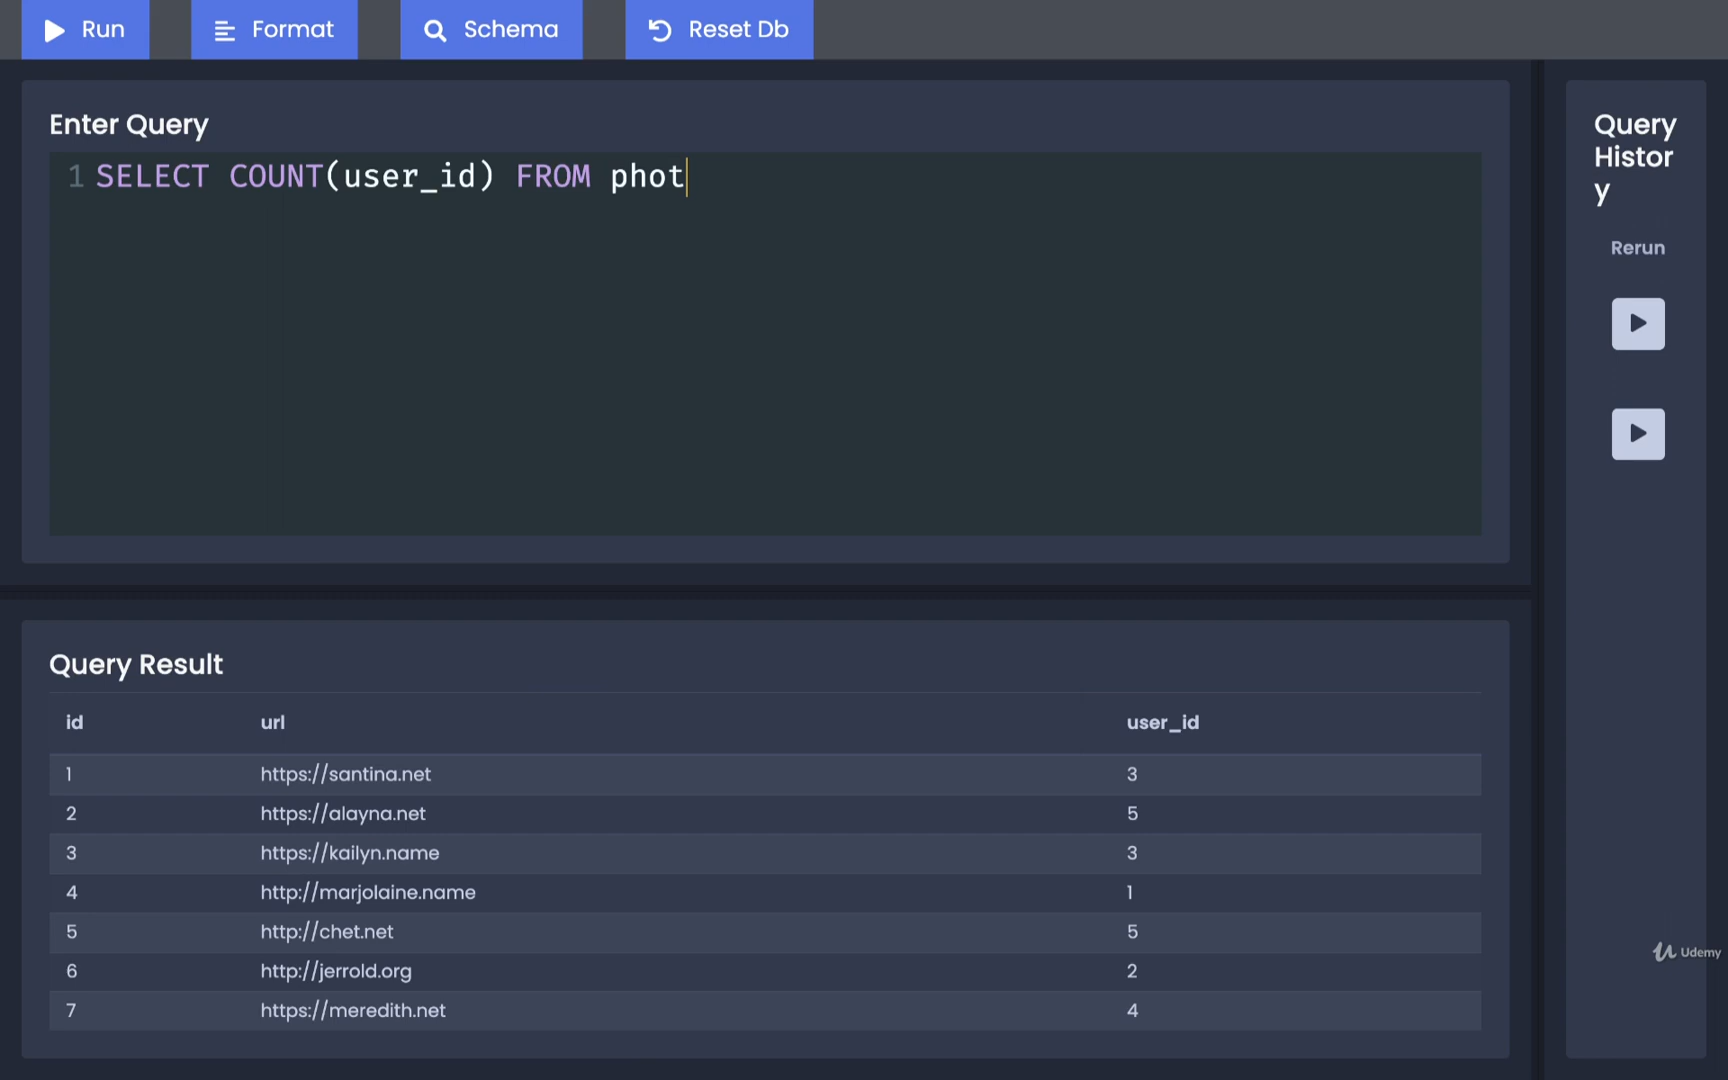 Run Format Schema Reset Db
Enter Query
1 SELECT COUNT(user_id) FROM phot
Query
Histor
y
Rerun
Query Result
id url user_id
1 https://santina.net 3
2 https://alayna.net 5
3 https://kailyn.name 3
4 http://marjolaine.name 1
5 http://chet.net 5
6 http://jerrold.org 2
7 https://meredith.net 4
Udemy